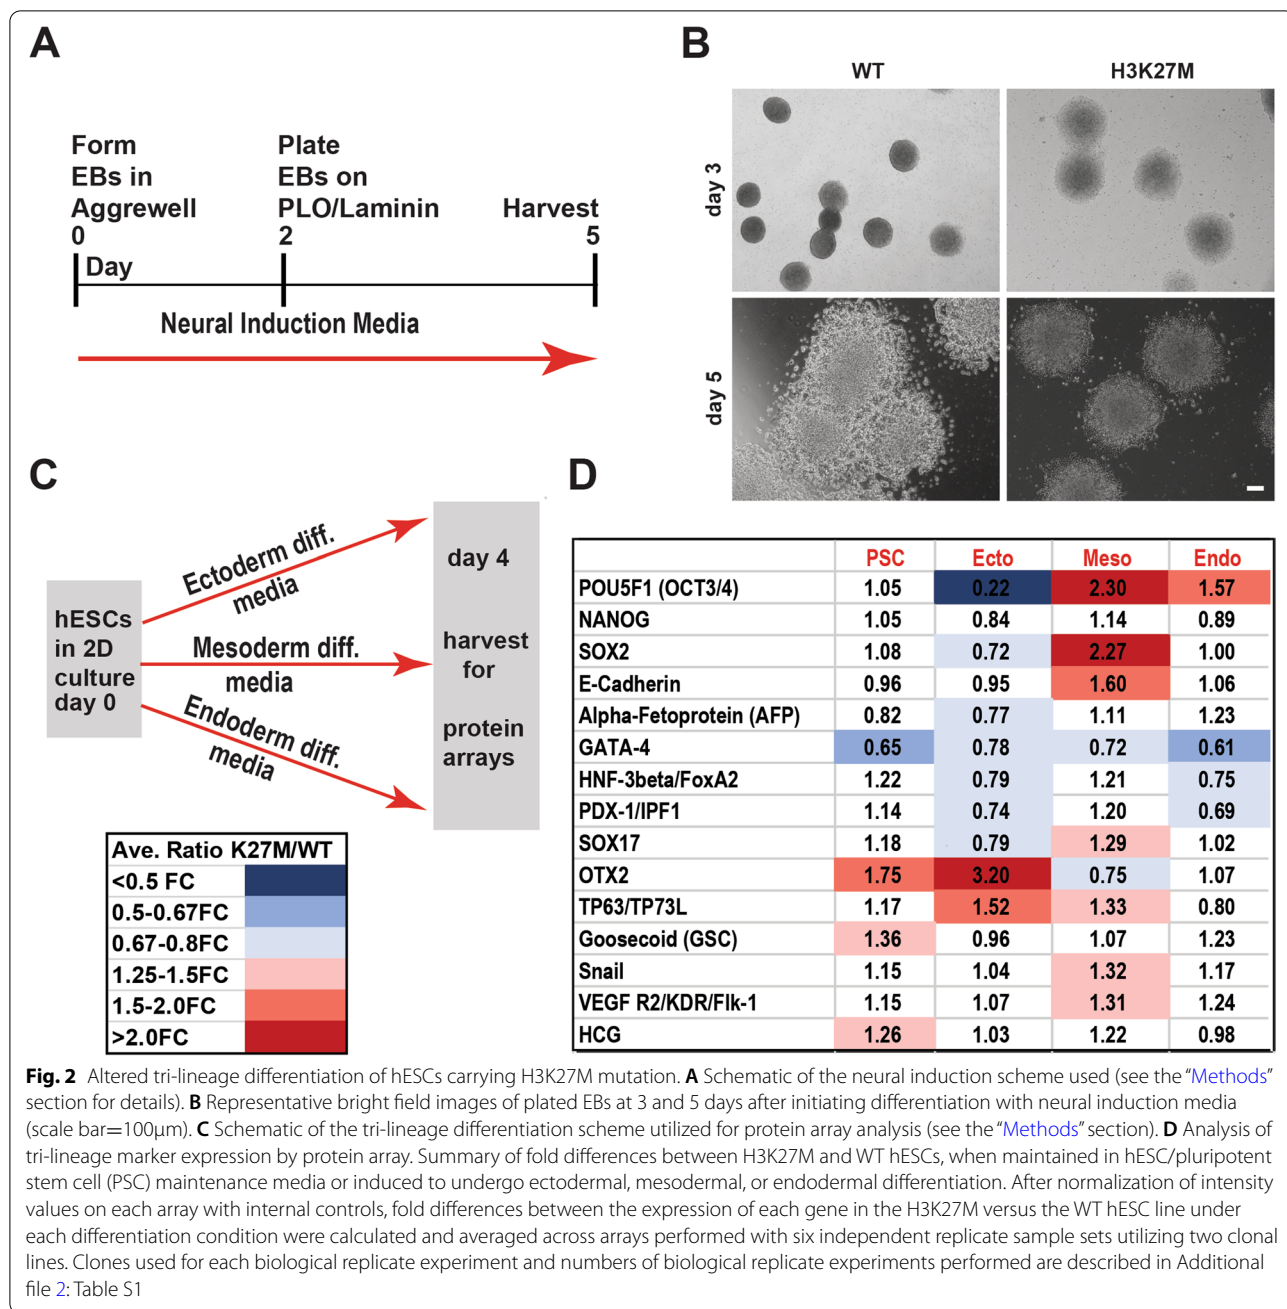 A
Form
EBs in
Aggrewell
0
Plate
EBs on
PLO/Laminin
2
Harvest
5
Day
Neural Induction Media
B
WT
H3K27M
day 3
day 5
C
hESCs
in 2D
culture
day 0
Ectoderm diff.
media
Mesoderm diff.
media
Endoderm diff.
media
day 4
harvest
for
protein
arrays
Ave. Ratio K27M/WT
<0.5 FC
0.5-0.67FC
0.67-0.8FC
1.25-1.5FC
1.5-2.0FC
>2.0FC
D
PSC Ecto Meso Endo
POU5F1 (OCT3/4) 1.05 0.22 2.30 1.57
NANOG 1.05 0.84 1.14 0.89
SOX2 1.08 0.72 2.27 1.00
E-Cadherin 0.96 0.95 1.60 1.06
Alpha-Fetoprotein (AFP) 0.82 0.77 1.11 1.23
GATA-4 0.65 0.78 0.72 0.61
HNF-3beta/FoxA2 1.22 0.79 1.21 0.75
PDX-1/IPF1 1.14 0.74 1.20 0.69
SOX17 1.18 0.79 1.29 1.02
OTX2 1.75 3.20 0.75 1.07
TP63/TP73L 1.17 1.52 1.33 0.80
Goosecoid (GSC) 1.36 0.96 1.07 1.23
Snail 1.15 1.04 1.32 1.17
VEGF R2/KDR/Flk-1 1.15 1.07 1.31 1.24
HCG 1.26 1.03 1.22 0.98
Fig. 2 Altered tri-lineage differentiation of hESCs carrying H3K27M mutation. A Schematic of the neural induction scheme used (see the “Methods”
section for details). B Representative bright field images of plated EBs at 3 and 5 days after initiating differentiation with neural induction media
(scale bar=100μm). C Schematic of the tri-lineage differentiation scheme utilized for protein array analysis (see the “Methods” section). D Analysis of
tri-lineage marker expression by protein array. Summary of fold differences between H3K27M and WT hESCs, when maintained in hESC/pluripotent
stem cell (PSC) maintenance media or induced to undergo ectodermal, mesodermal, or endodermal differentiation. After normalization of intensity
values on each array with internal controls, fold differences between the expression of each gene in the H3K27M versus the WT hESC line under
each differentiation condition were calculated and averaged across arrays performed with six independent replicate sample sets utilizing two clonal
lines. Clones used for each biological replicate experiment and numbers of biological replicate experiments performed are described in Additional
file 2: Table S1